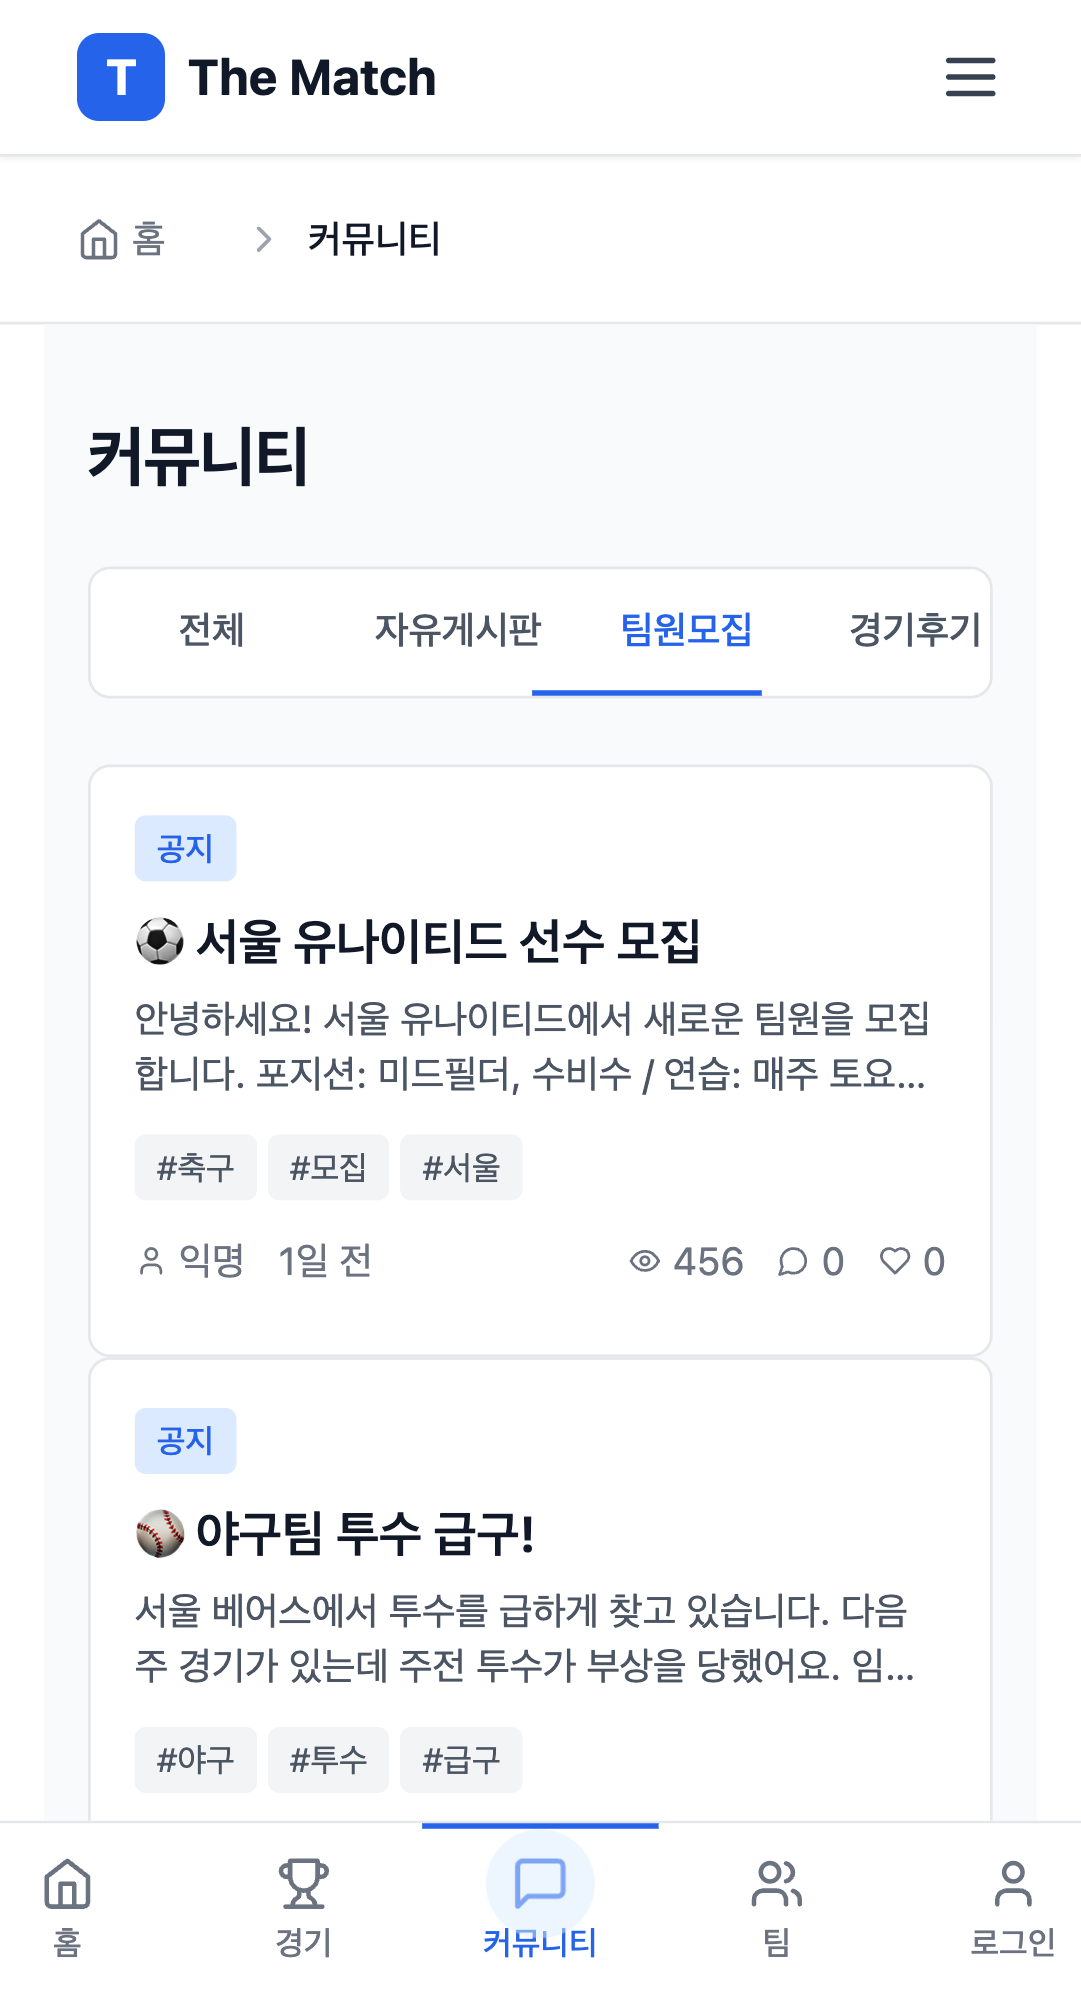 T The Match
홈 커뮤니티
커뮤니티
전체 자유게시판 팀원모집 경기후기
공지
서울 유나이티드 선수 모집
안녕하세요! 서울 유나이티드에서 새로운 팀원을 모집
합니다. 포지션: 미드필더, 수비수 / 연습: 매주 토요...
#축구 #모집 #서울
익명 1일 전 456 0 0
공지
야구팀 투수 급구!
서울 베어스에서 투수를 급하게 찾고 있습니다. 다음
주 경기가 있는데 주전 투수가 부상을 당했어요. 임...
#야구 #투수 #급구
홈 경기 커뮤니티 팀 로그인